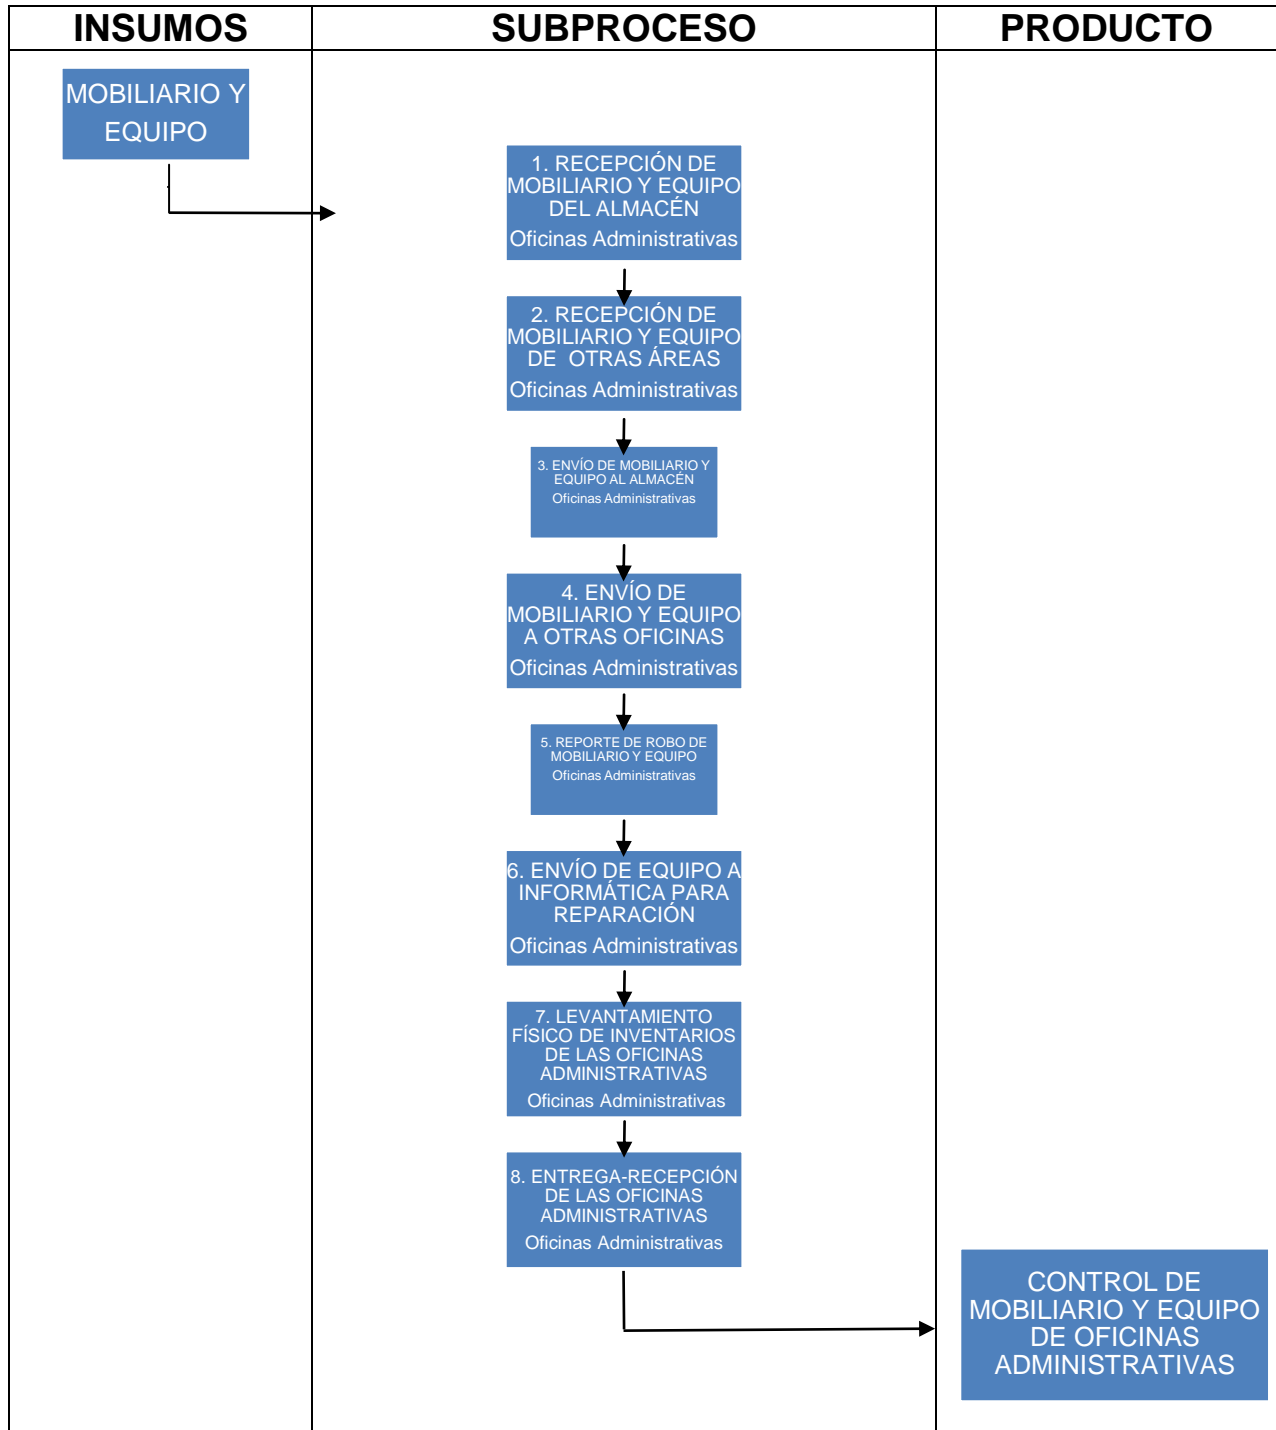 INSUMOS
SUBPROCESO
PRODUCTO
MOBILIARIO Y
EQUIPO
1. RECEPCIÓN DE
MOBILIARIO Y EQUIPO
DEL ALMACÉN
Oficinas Administrativas
2. RECEPCIÓN DE
MOBILIARIO Y EQUIPO
DE OTRAS ÁREAS
Oficinas Administrativas
3. ENVÍO DE MOBILIARIO Y
EQUIPO AL ALMACÉN
Oficinas Administrativas
4. ENVÍO DE
MOBILIARIO Y EQUIPO
A OTRAS OFICINAS
Oficinas Administrativas
5. REPORTE DE ROBO DE
MOBILIARIO Y EQUIPO
Oficinas Administrativas
6. ENVÍO DE EQUIPO A
INFORMÁTICA PARA
REPARACIÓN
Oficinas Administrativas
7. LEVANTAMIENTO
FÍSICO DE INVENTARIOS
DE LAS OFICINAS
ADMINISTRATIVAS
Oficinas Administrativas
8. ENTREGA-RECEPCIÓN
DE LAS OFICINAS
ADMINISTRATIVAS
Oficinas Administrativas
CONTROL DE
MOBILIARIO Y EQUIPO
DE OFICINAS
ADMINISTRATIVAS